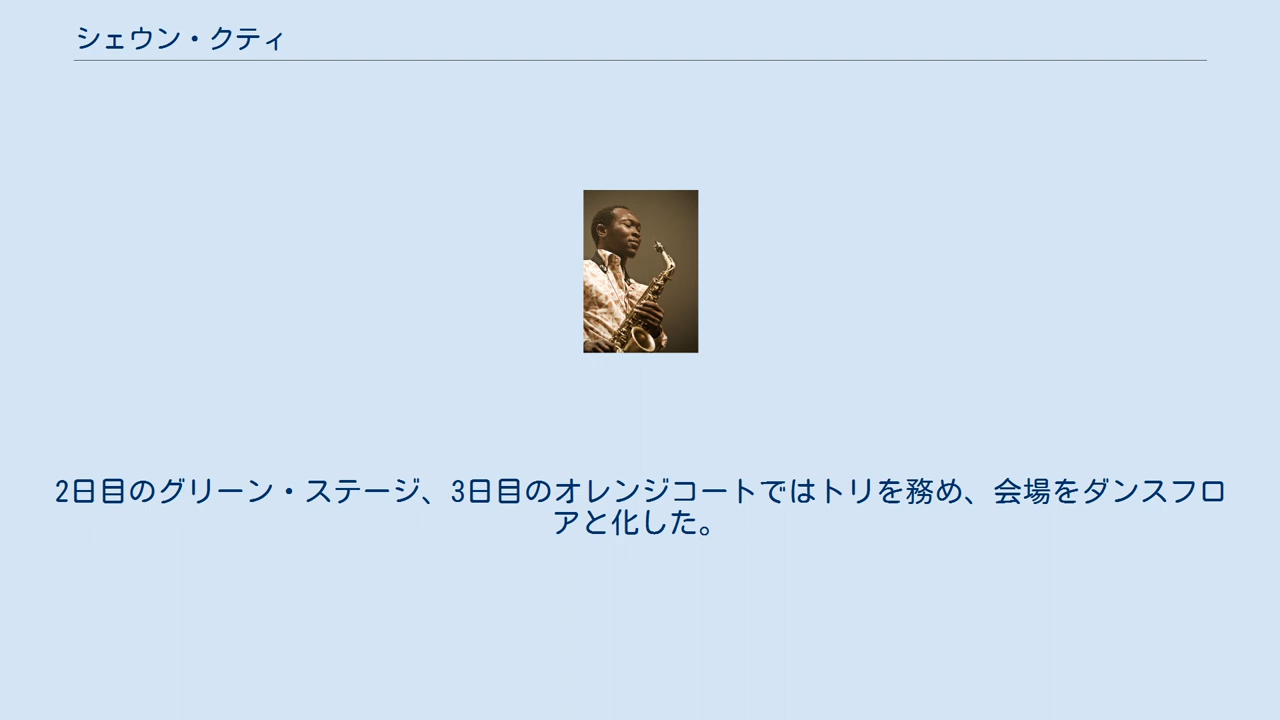 シェウン・クティ
2日目のグリーン・ステージ、3日目のオレンジコートではトリを務め、会場をダンスフロ
アと化した。